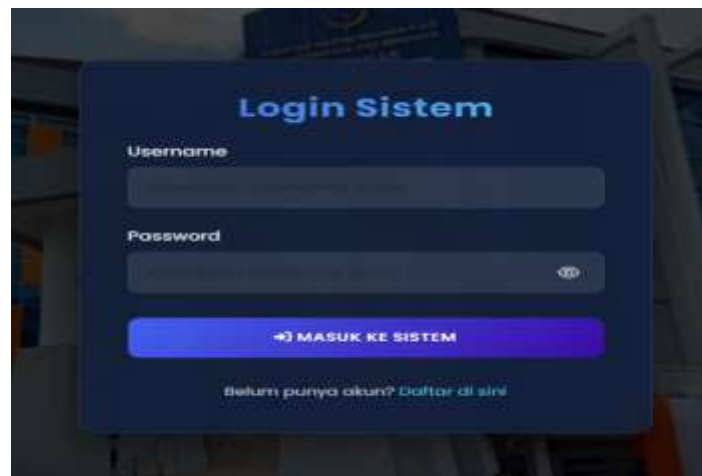 Login Sistem
Username
Password
MASUK KE SISTEM
Belum punya akun? Daftar di sini